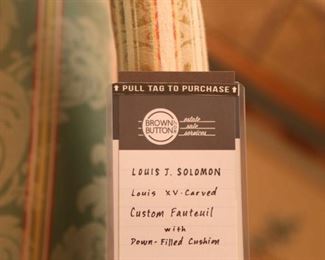 PULL TAG TO PURCHASE
BROWN
BUTTON
estate
sale
services
LOUIS J. SOLOMON
Louis XV-Carved
Custom Fauteuil
with
Down-Filled Cushion